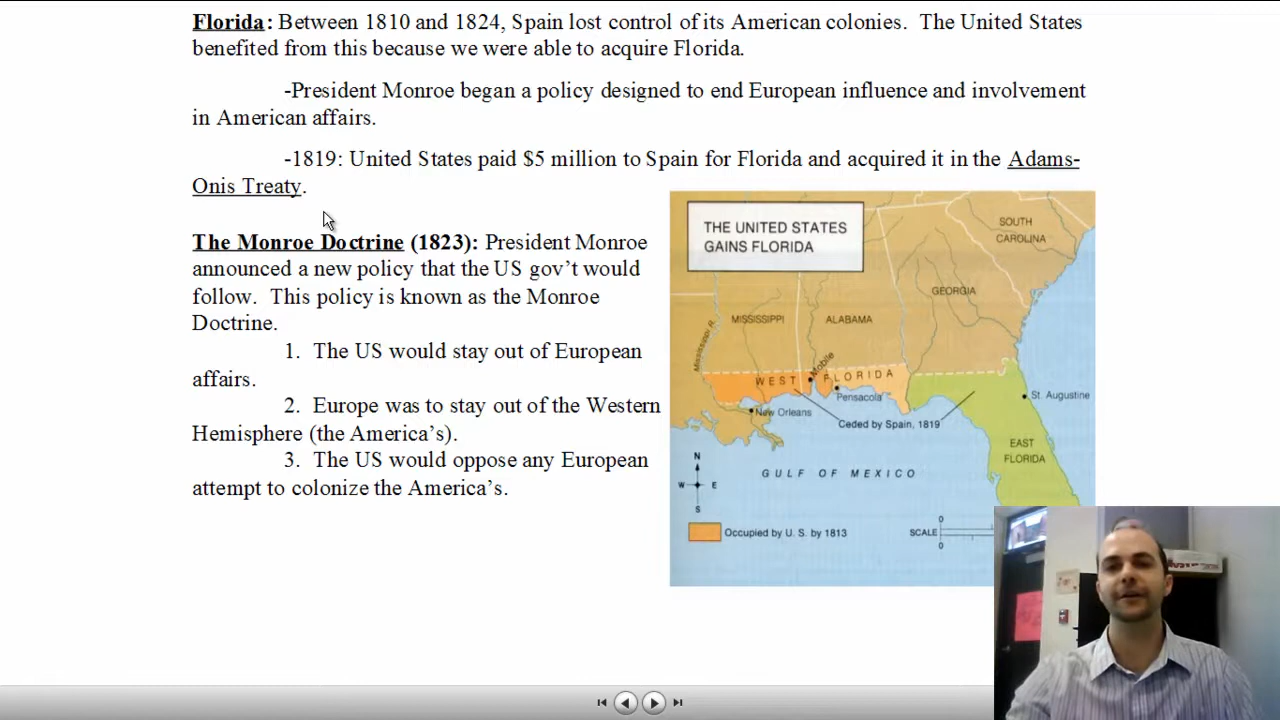 Florida: Between 1810 and 1824, Spain lost control of its American colonies. The United States
benefited from this because we were able to acquire Florida.
-President Monroe began a policy designed to end European influence and involvement
in American affairs.
-1819: United States paid $5 million to Spain for Florida and acquired it in the Adams-
Onis Treaty.
The Monroe Doctrine (1823): President Monroe
announced a new policy that the US gov't would
follow. This policy is known as the Monroe
Doctrine.
1. The US would stay out of European
affairs.
2. Europe was to stay out of the Western
Hemisphere (the America's).
3. The US would oppose any European
attempt to colonize the America's.
THE UNITED STATES
GAINS FLORIDA
SOUTH
CAROLINA
GEORGIA
MISSISSIPPI
ALABAMA
Mississippi R.
Mobile
WEST FLORIDA
Pensacola
St. Augustine
New Orleans
Ceded by Spain, 1819
EAST
FLORIDA
GULF OF MEXICO
N
W E
S
Occupied by U. S. by 1813
SCALE
0
0